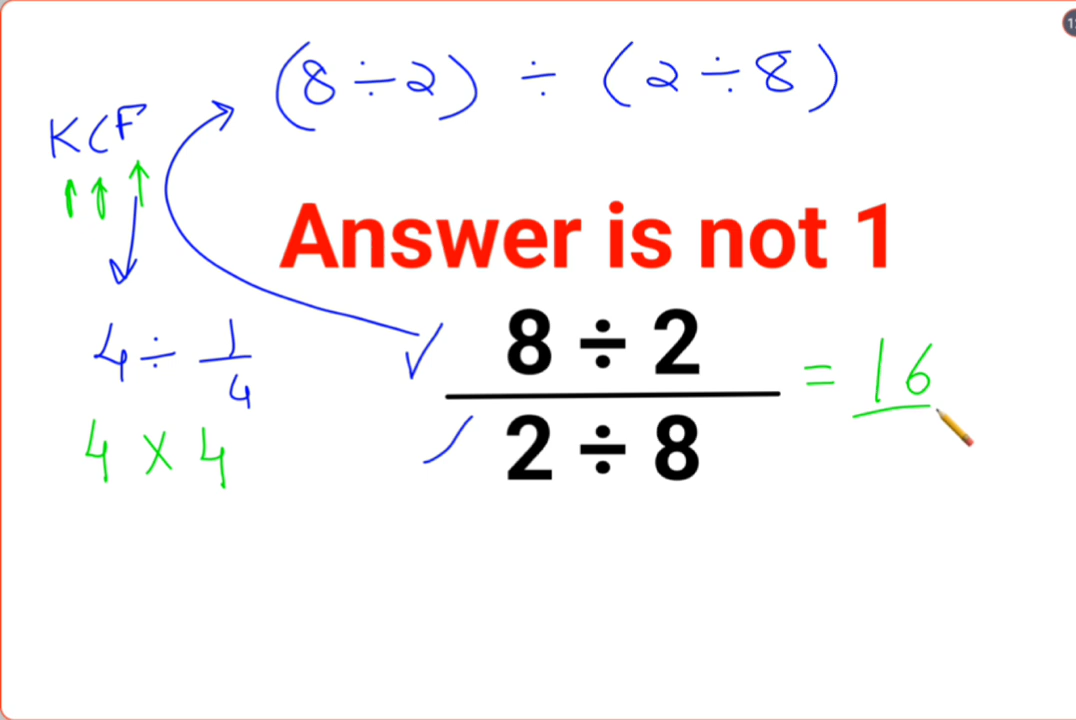 (8÷2) ÷ (2÷8)
KCF
Answer is not 1
4 ÷ 1/4
4 × 4
8 ÷ 2
2 ÷ 8
= 16